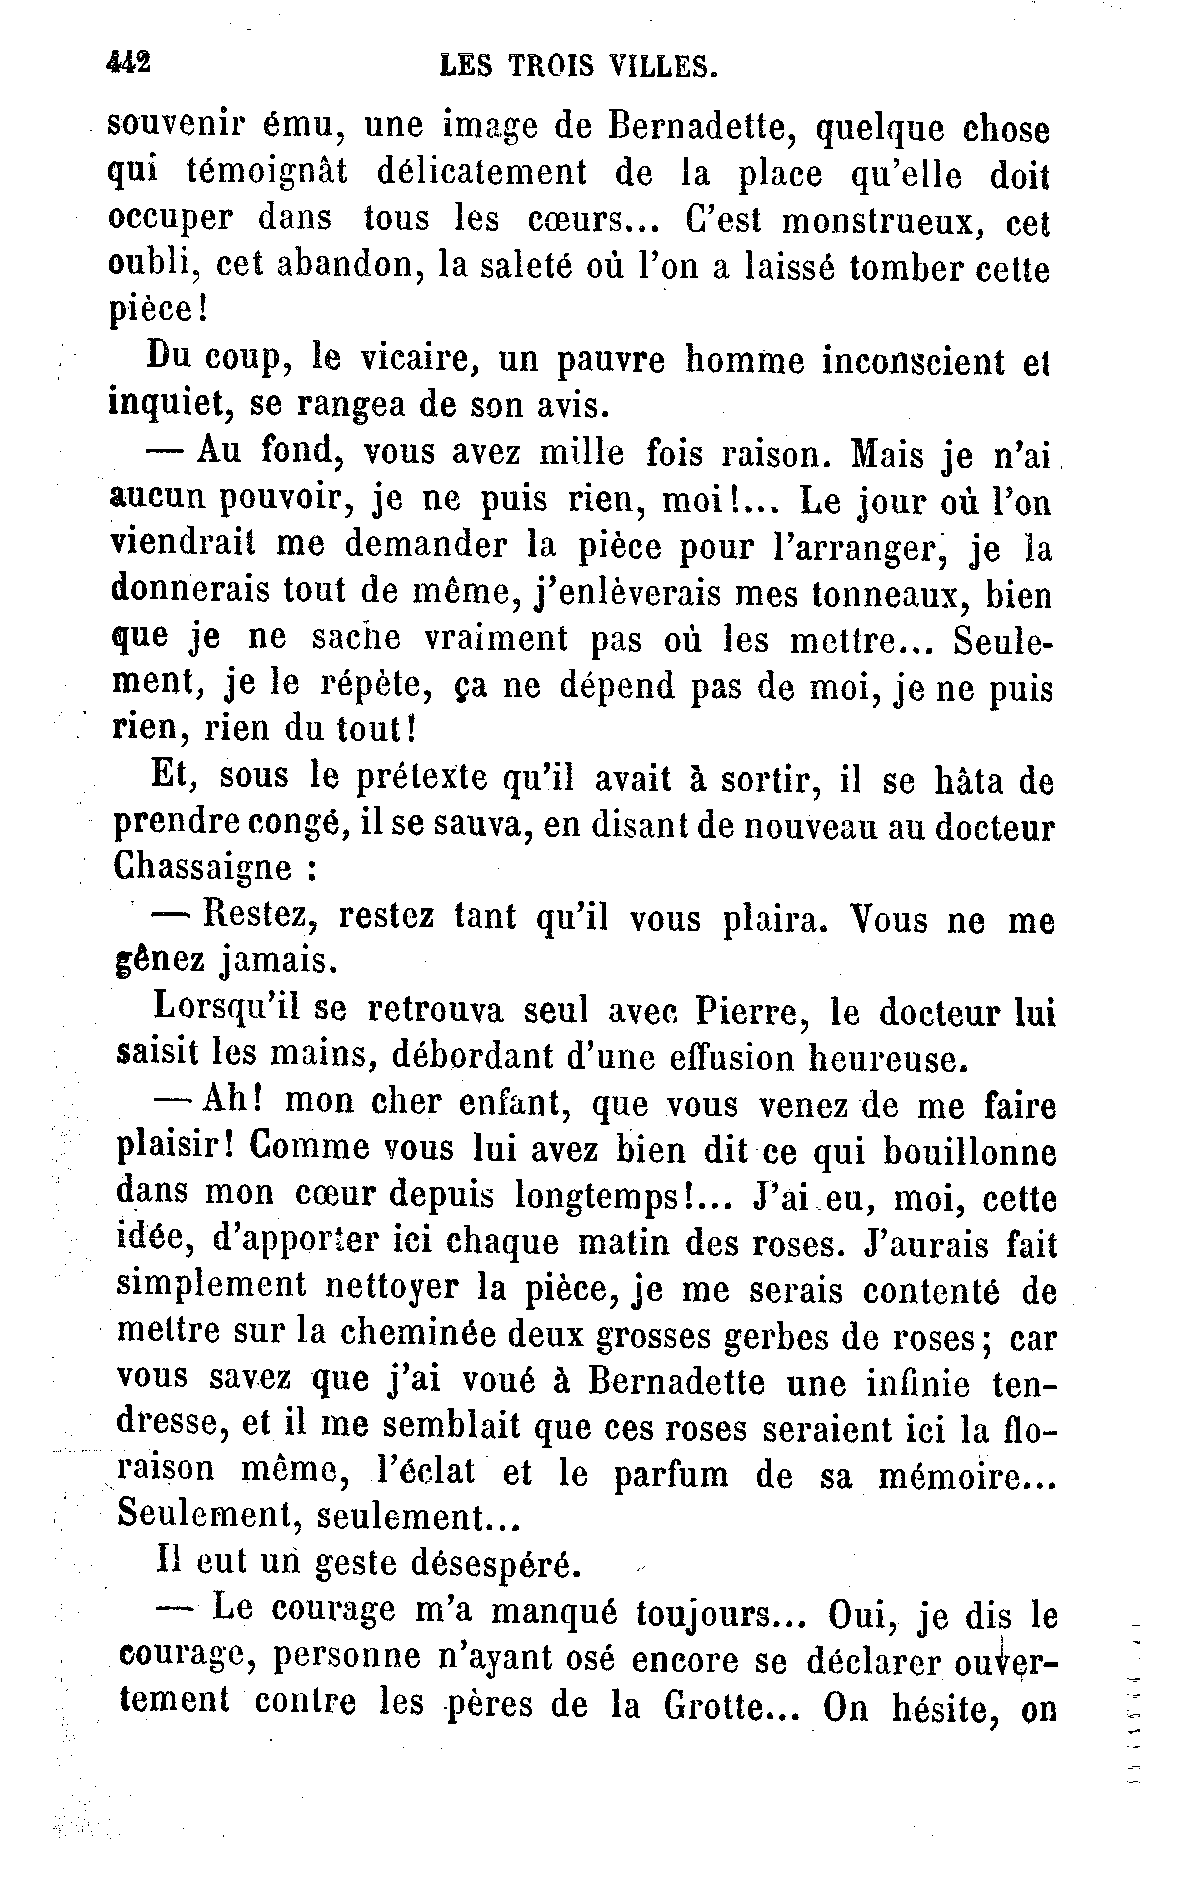 442 LES TROIS VILLES.
souvenir ému, une image de Bernadette, quelque chose
qui témoignât délicatement de la place qu'elle doit
occuper dans tous les cœurs... C'est monstrueux, cet
oubli, cet abandon, la saleté où l'on a laissé tomber cette
pièce!
Du coup, le vicaire, un pauvre homme inconscient et
inquiet, se rangea de son avis.
— Au fond, vous avez mille fois raison. Mais je n'ai
aucun pouvoir, je ne puis rien, moi!... Le jour où l'on
viendrait me demander la pièce pour l'arranger, je la
donnerais tout de même, j'enlèverais mes tonneaux, bien
que je ne sache vraiment pas où les mettre... Seule-
ment, je le répète, ça ne dépend pas de moi, je ne puis
rien, rien du tout!
Et, sous le prétexte qu'il avait à sortir, il se hâta de
prendre congé, il se sauva, en disant de nouveau au docteur
Chassaigne :
— Restez, restez tant qu'il vous plaira. Vous ne me
gênez jamais.
Lorsqu'il se retrouva seul avec Pierre, le docteur lui
saisit les mains, débordant d'une effusion heureuse.
— Ah! mon cher enfant, que vous venez de me faire
plaisir! Comme vous lui avez bien dit ce qui bouillonne
dans mon cœur depuis longtemps!... J'ai eu, moi, cette
idée, d'apporter ici chaque matin des roses. J'aurais fait
simplement nettoyer la pièce, je me serais contenté de
mettre sur la cheminée deux grosses gerbes de roses; car
vous savez que j'ai voué à Bernadette une infinie ten-
dresse, et il me semblait que ces roses seraient ici la flo-
raison même, l'éclat et le parfum de sa mémoire...
Seulement, seulement...
Il eut un geste désespéré.
— Le courage m'a manqué toujours... Oui, je dis le
courage, personne n'ayant osé encore se déclarer ouver-
tement contre les pères de la Grotte... On hésite, on